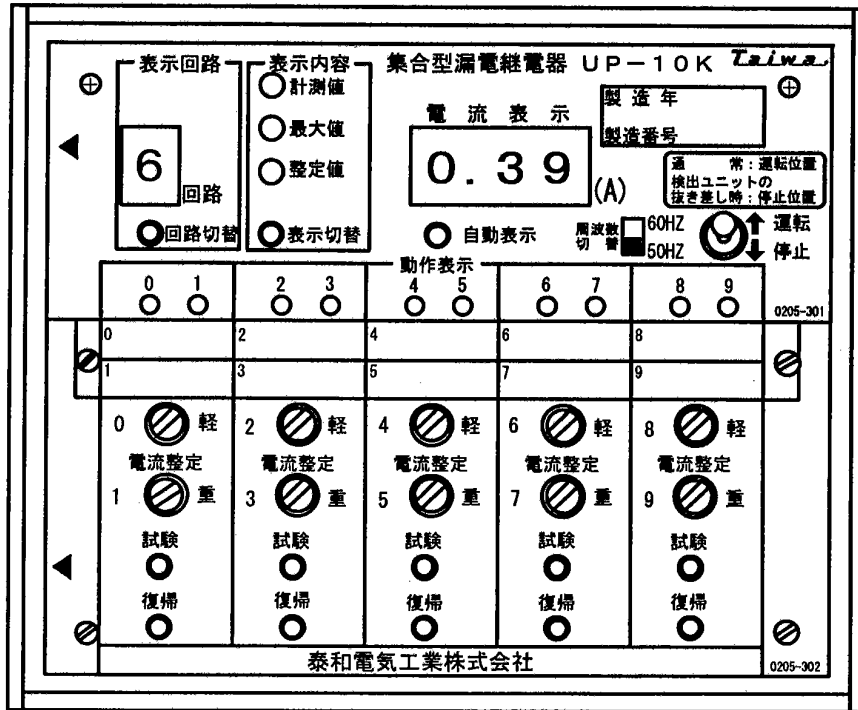 集合型漏電継電器 UP-10K Taiwa
表示回路
6
回路
回路切替
表示内容
計測値
最大値
整定値
表示切替
電流表示
0.39
(A)
自動表示
製造年
製造番号
通　常:運転位置
検出ユニットの
抜き差し時:停止位置
周波数
切替
60HZ
50HZ
運転
停止
動作表示
0 1 2 3 4 5 6 7 8 9
0205-301
0 2 4 6 8
1 3 5 7 9
0 軽 2 軽 4 軽 6 軽 8 軽
電流整定 電流整定 電流整定 電流整定 電流整定
1 重 3 重 5 重 7 重 9 重
試験 試験 試験 試験 試験
復帰 復帰 復帰 復帰 復帰
泰和電気工業株式会社
0205-302